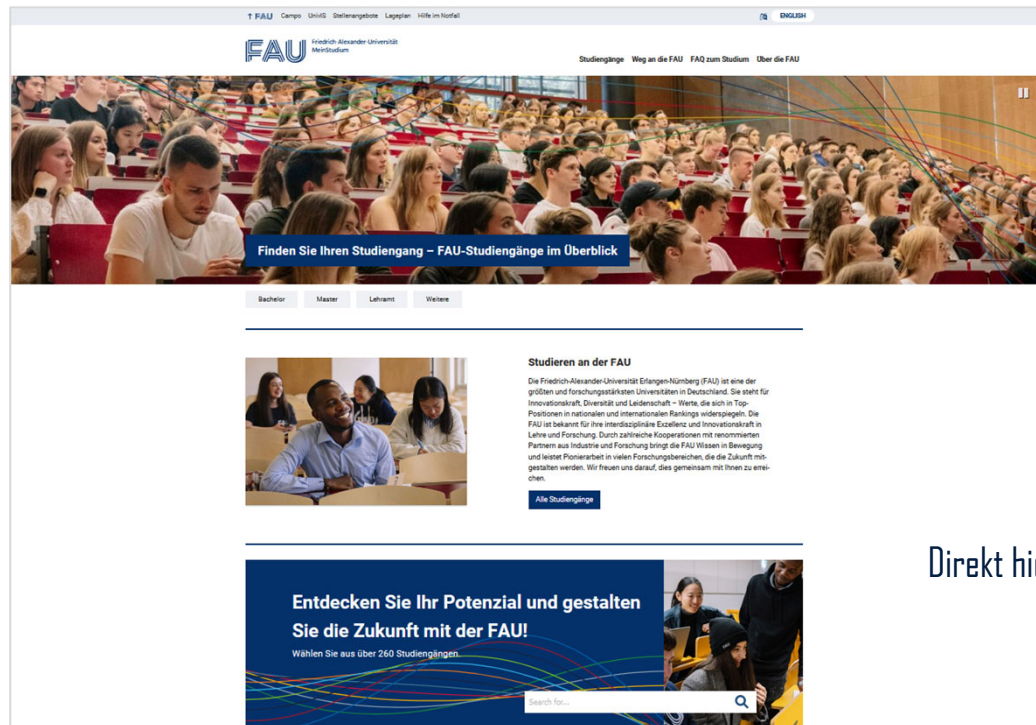 ↑ FAU Campo UnivIS Stellenangebote Lageplan Hilfe im Notfall
ENGLISH
FAU
Friedrich-Alexander-Universität
MeinStudium
Studiengänge Weg an die FAU FAQ zum Studium Über die FAU
Finden Sie Ihren Studiengang – FAU-Studiengänge im Überblick
Bachelor Master Lehramt Weitere
Studieren an der FAU
Die Friedrich-Alexander-Universität Erlangen-Nürnberg (FAU) ist eine der
größten und forschungsstärksten Universitäten in Deutschland. Sie steht für
Innovationskraft, Diversität und Leidenschaft – Werte, die sich in Top-
Positionen in nationalen und internationalen Rankings widerspiegeln. Die
FAU ist bekannt für ihre interdisziplinäre Exzellenz und Innovationskraft in
Lehre und Forschung. Durch zahlreiche Kooperationen mit renommierten
Partnern aus Industrie und Forschung bringt die FAU Wissen in Bewegung
und leistet Pionierarbeit in vielen Forschungsbereichen, die die Zukunft mit-
gestalten werden. Wir freuen uns darauf, dies gemeinsam mit Ihnen zu errei-
chen.
Alle Studiengänge
Direkt hi
Entdecken Sie Ihr Potenzial und gestalten
Sie die Zukunft mit der FAU!
Wählen Sie aus über 260 Studiengängen.
Search for...